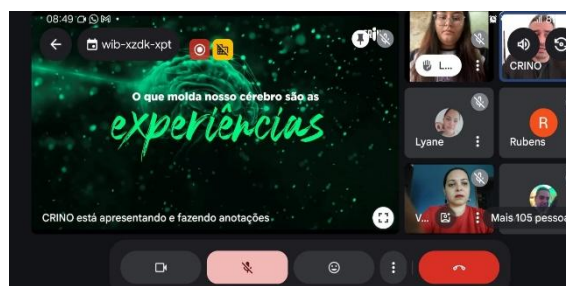 08:49
wib-xzdk-xpt
O que molda nosso cérebro são as
experiências
CRINO está apresentando e fazendo anotações
L...
CRINO
Lyane
R
Rubens
V...
Mais 105 pessoa